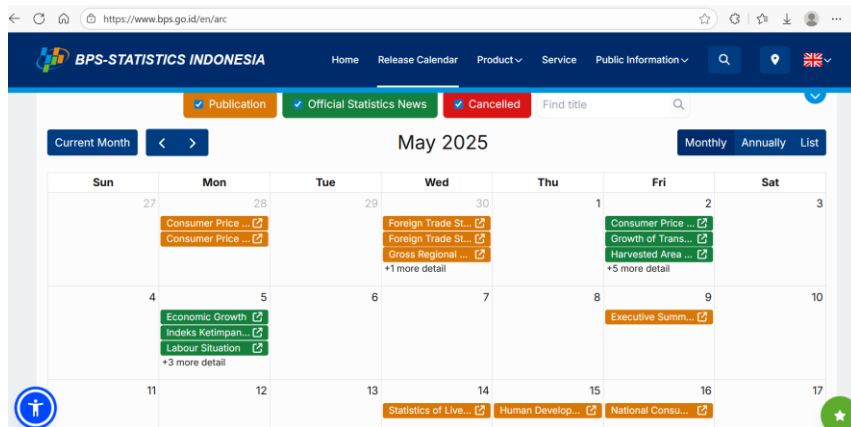 https://www.bps.go.id/en/arc
BPS-STATISTICS INDONESIA
Home Release Calendar Product Service Public Information
Publication Official Statistics News Cancelled Find title
Current Month < > May 2025 Monthly Annually List
Sun Mon Tue Wed Thu Fri Sat
27 28 29 30 1 2 3
Consumer Price ... Foreign Trade St... Consumer Price ...
Consumer Price ... Foreign Trade St... Growth of Trans...
Gross Regional ... Harvested Area ...
+1 more detail +5 more detail
4 5 6 7 8 9 10
Economic Growth Executive Summ...
Indeks Ketimpan...
Labour Situation
+3 more detail
11 12 13 14 15 16 17
Statistics of Live... Human Develop... National Consu...